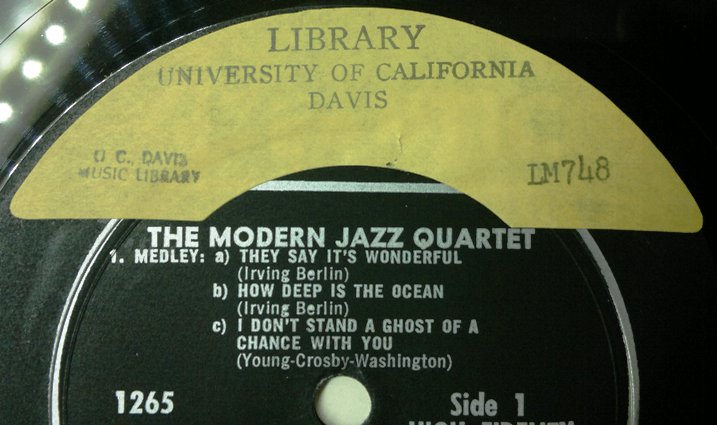 LIBRARY
UNIVERSITY OF CALIFORNIA
DAVIS
U C., DAVIS
MUSIC LIBRARY
LM748
THE MODERN JAZZ QUARTET
1. MEDLEY: a) THEY SAY IT'S WONDERFUL
(Irving Berlin)
b) HOW DEEP IS THE OCEAN
(Irving Berlin)
c) I DON'T STAND A GHOST OF A
CHANCE WITH YOU
(Young-Crosby-Washington)
1265
Side 1
HIGH FIDELITY